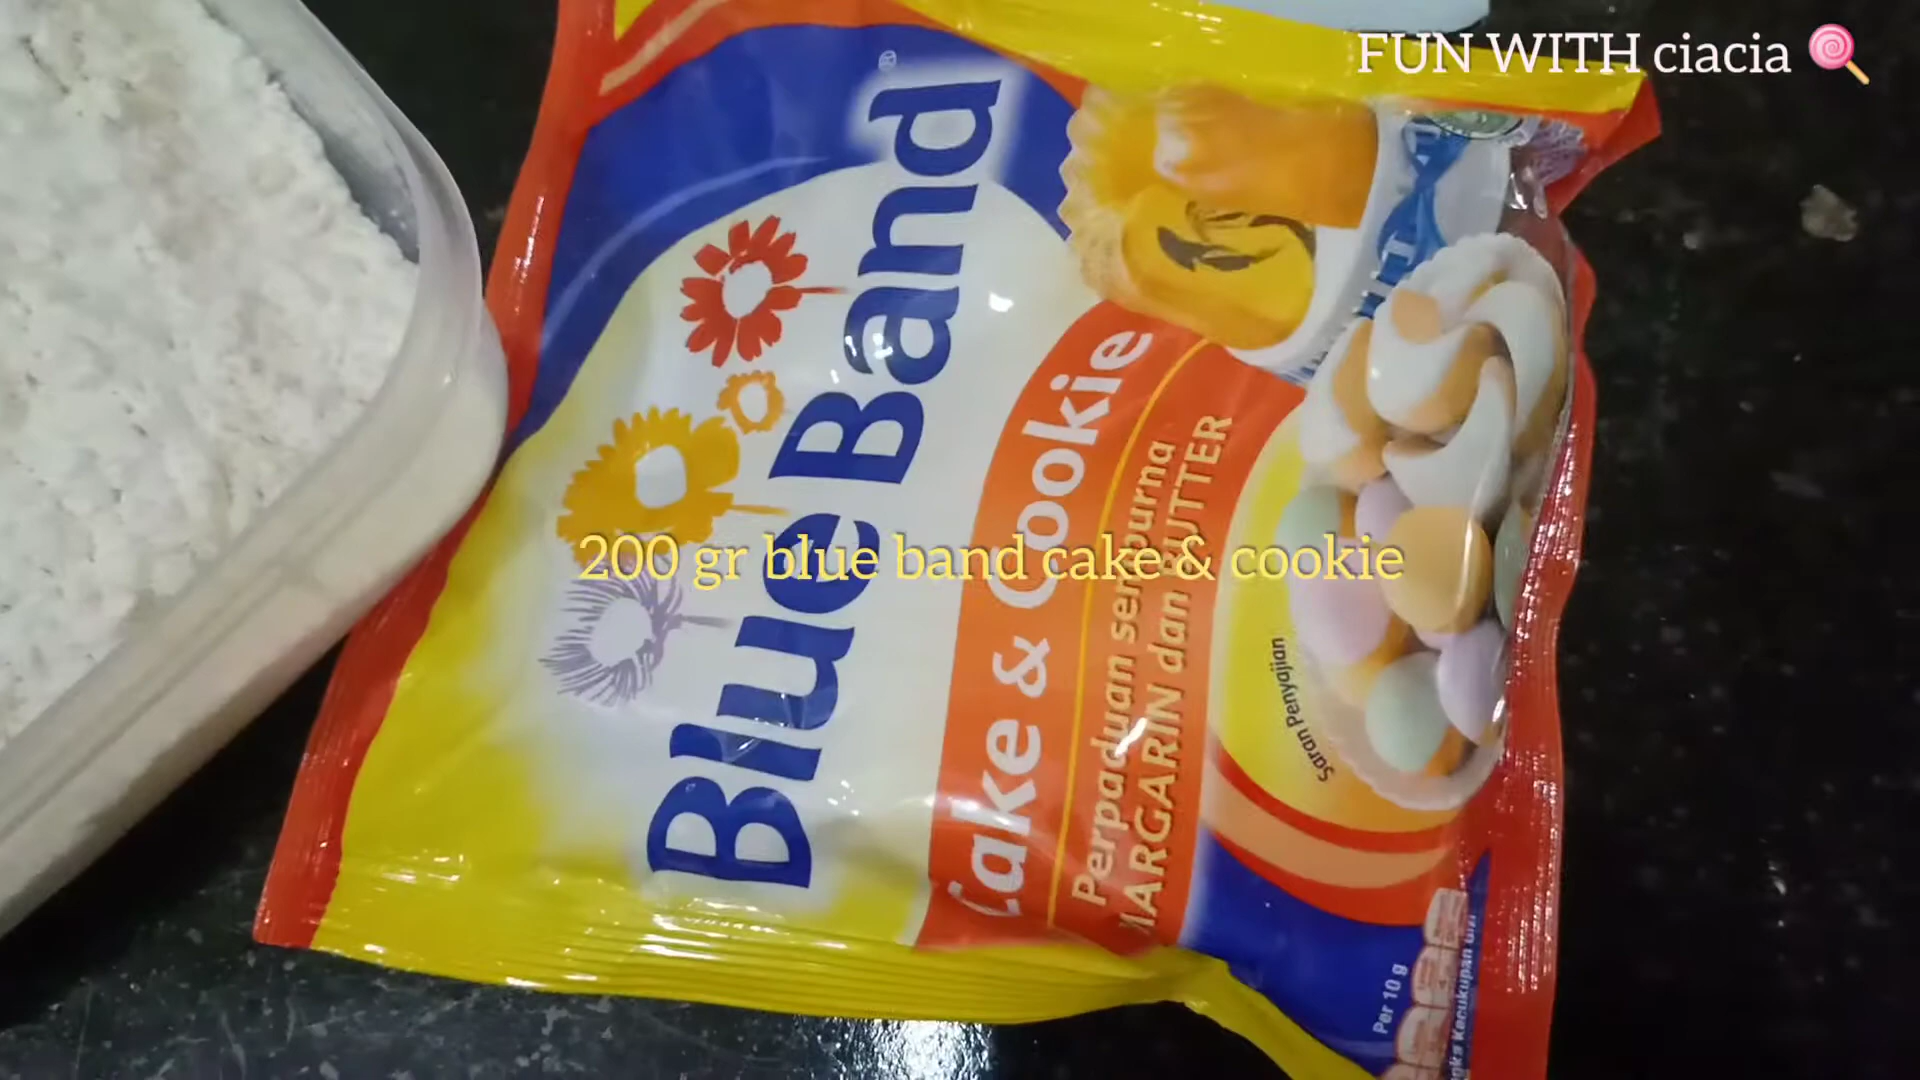 FUN WITH ciacia
Blue Band
®
Cake & Cookie
Perpaduan sempurna
MARGARIN dan BUTTER
200 gr blue band cake & cookie
Saran Penyajian
Per 10 g